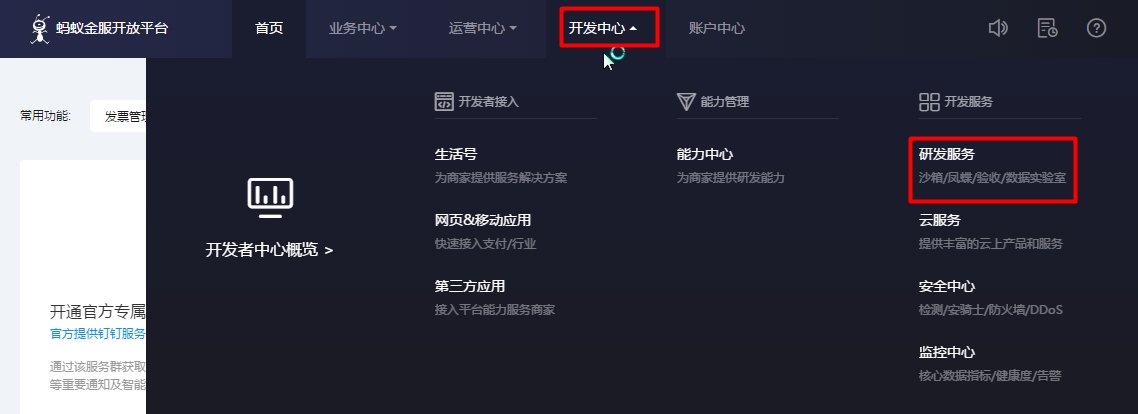 蚂蚁金服开放平台
首页
业务中心
运营中心
开发中心
账户中心
常用功能:
发票管理
开发者中心概览 >
开发者接入
生活号
为商家提供服务解决方案
网页&移动应用
快速接入支付/行业
第三方应用
接入平台能力服务商家
能力管理
能力中心
为商家提供研发能力
开发服务
研发服务
沙箱/凤蝶/验收/数据实验室
云服务
提供丰富的云上产品和服务
安全中心
检测/安骑士/防火墙/DDoS
监控中心
核心数据指标/健康度/告警
开通官方专属
官方提供钉钉服务
通过该服务群获取
等重要通知及智能